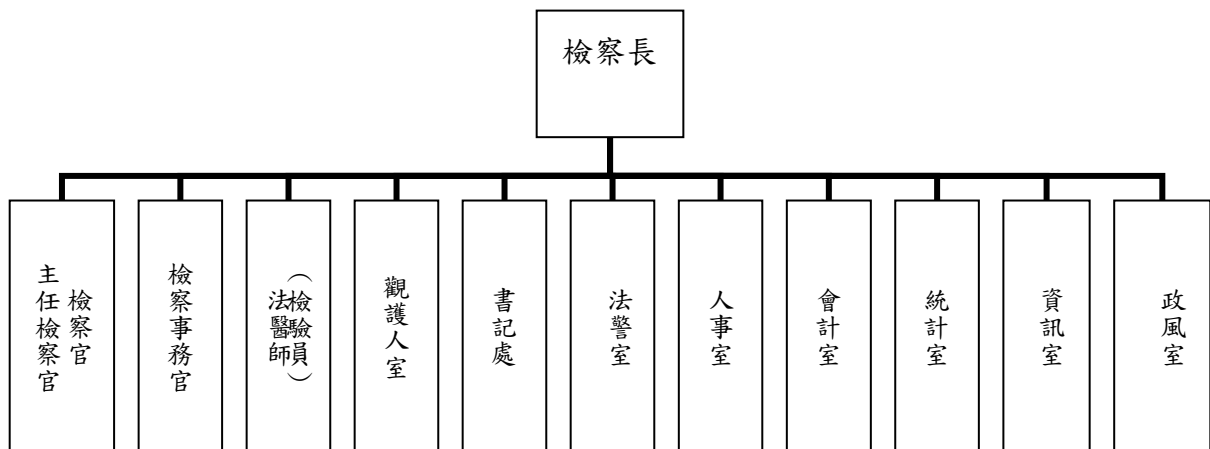 檢察長
主任檢察官
檢察官
檢察事務官
法醫師
（檢驗員）
觀護人室
書記處
法警室
人事室
會計室
統計室
資訊室
政風室